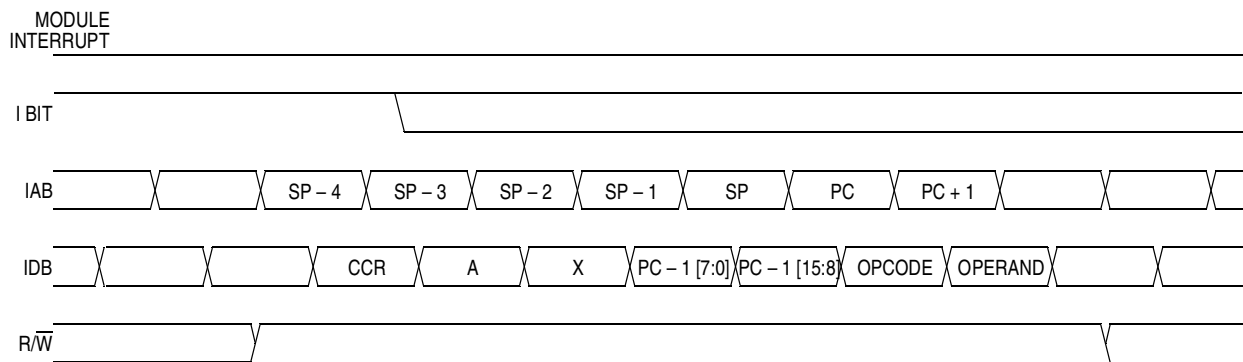 MODULE
INTERRUPT
I BIT
IAB SP – 4 SP – 3 SP – 2 SP – 1 SP PC PC + 1
IDB CCR A X PC – 1 [7:0] PC – 1 [15:8] OPCODE OPERAND
R/W̅